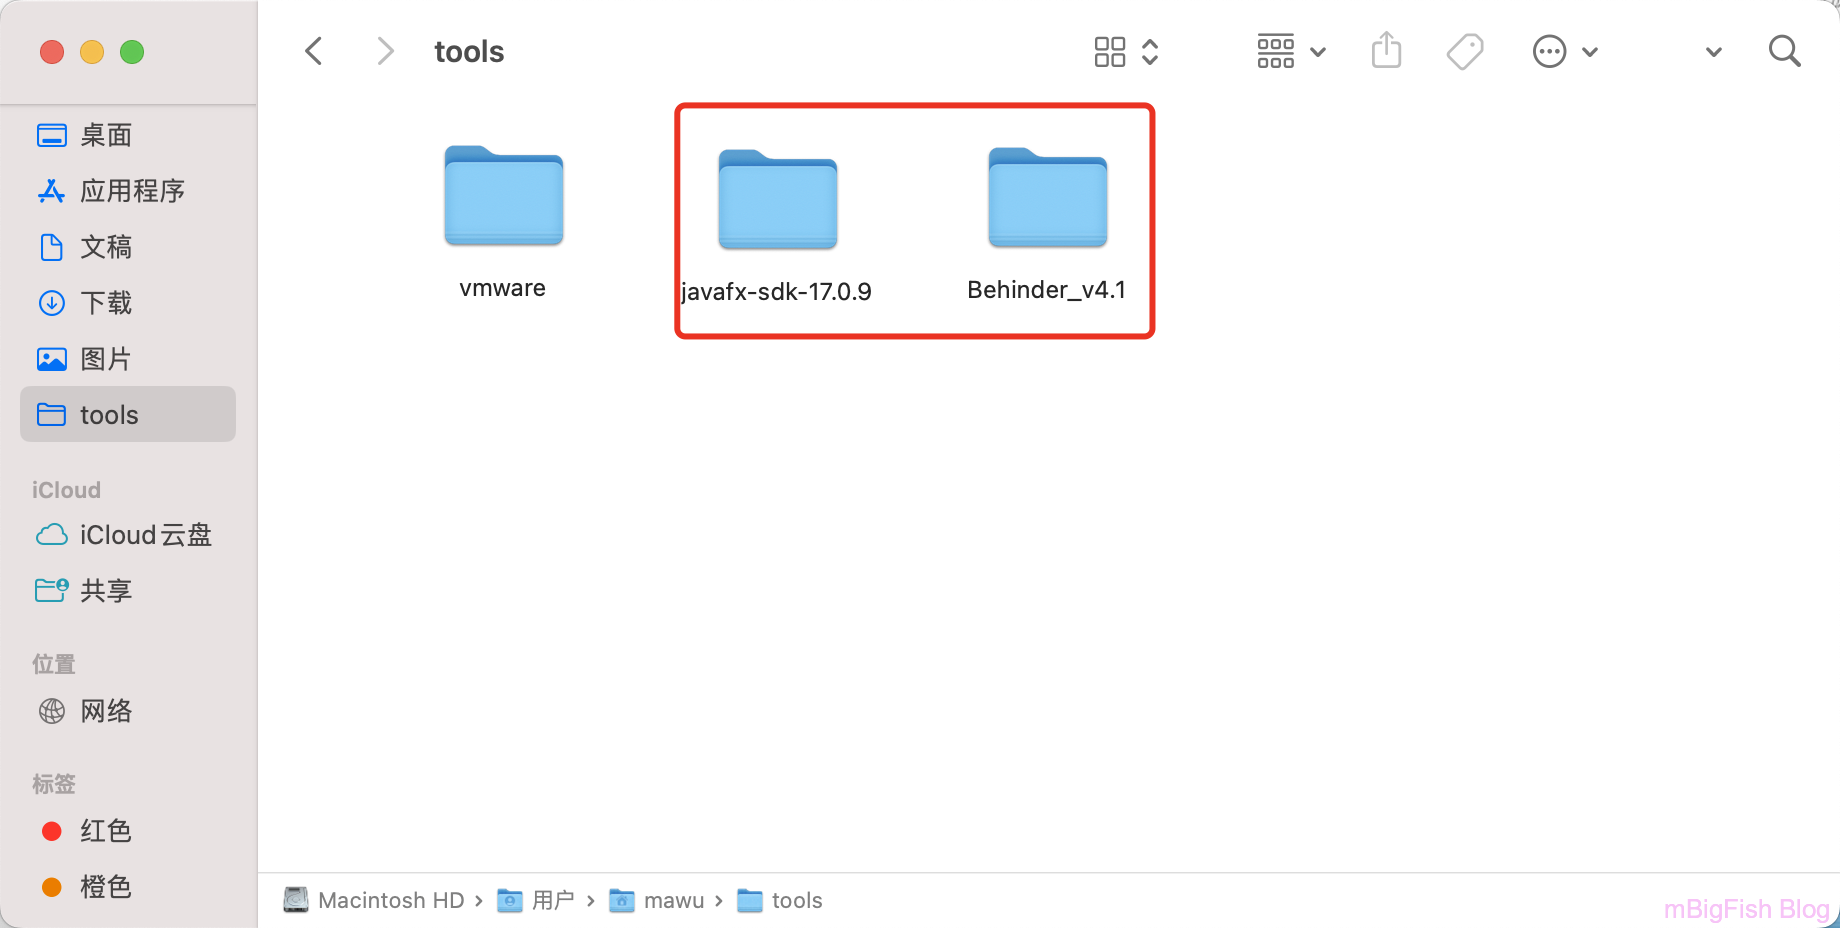 tools
桌面
应用程序
文稿
下载
图片
tools
iCloud
iCloud云盘
共享
位置
网络
标签
红色
橙色
vmware
javafx-sdk-17.0.9
Behinder_v4.1
Macintosh HD › 用户 › mawu › tools
mBigFish Blog